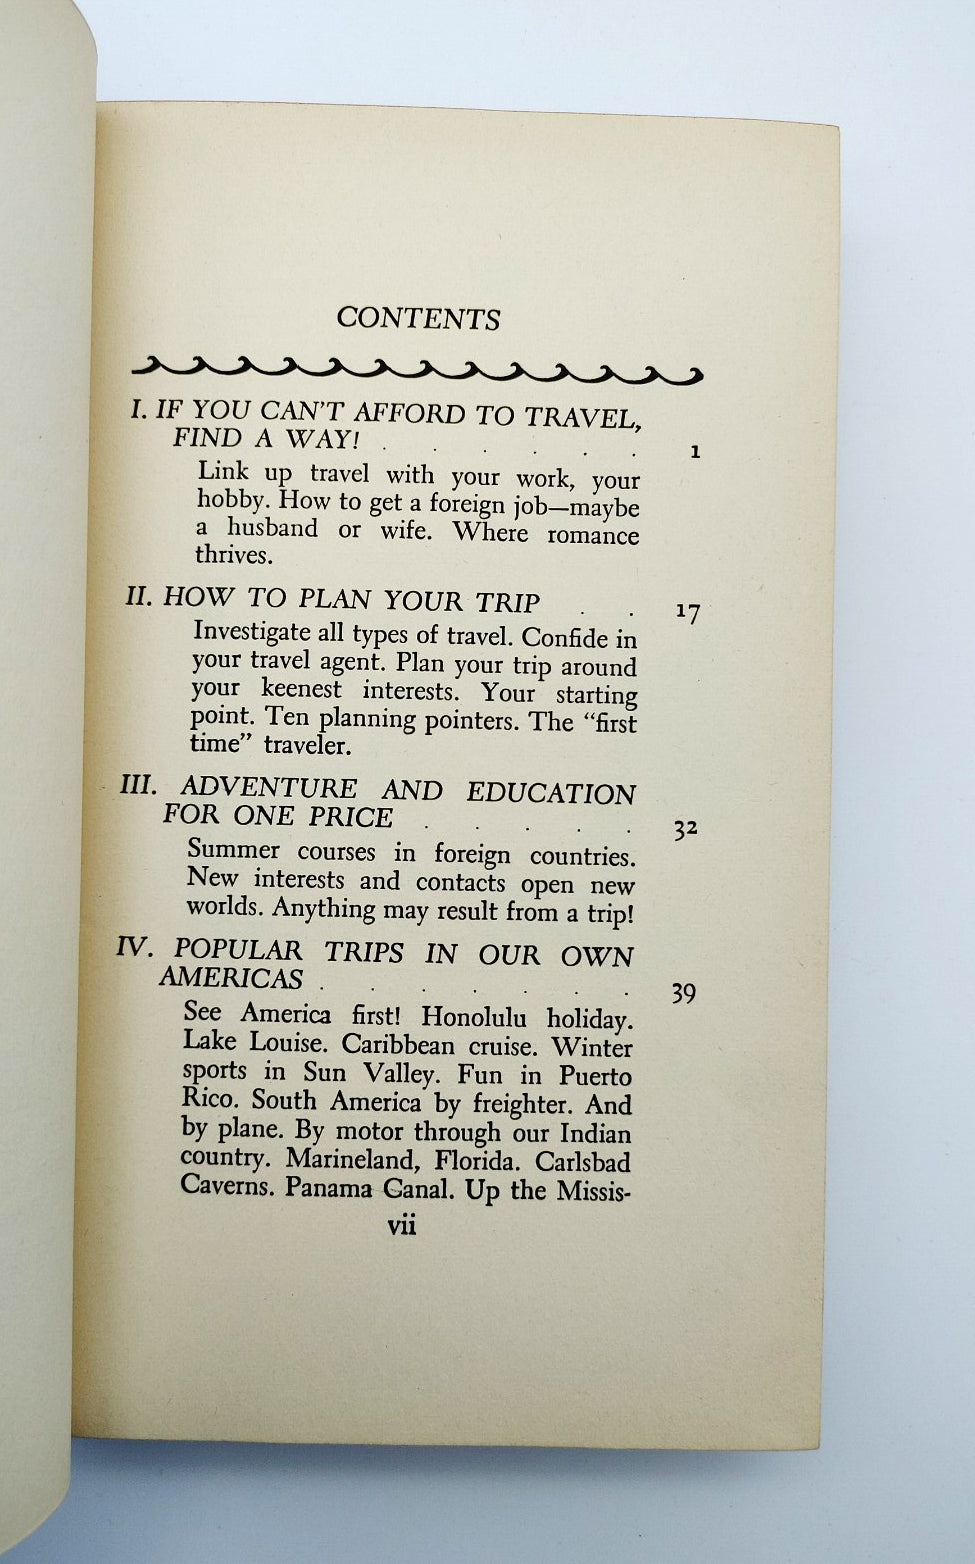 CONTENTS
I. IF YOU CAN'T AFFORD TO TRAVEL,
FIND A WAY! . . . . . . 1
Link up travel with your work, your
hobby. How to get a foreign job—maybe
a husband or wife. Where romance
thrives.
II. HOW TO PLAN YOUR TRIP . . 17
Investigate all types of travel. Confide in
your travel agent. Plan your trip around
your keenest interests. Your starting
point. Ten planning pointers. The “first
time” traveler.
III. ADVENTURE AND EDUCATION
FOR ONE PRICE . . . . . 32
Summer courses in foreign countries.
New interests and contacts open new
worlds. Anything may result from a trip!
IV. POPULAR TRIPS IN OUR OWN
AMERICAS . . . . . . . 39
See America first! Honolulu holiday.
Lake Louise. Caribbean cruise. Winter
sports in Sun Valley. Fun in Puerto
Rico. South America by freighter. And
by plane. By motor through our Indian
country. Marineland, Florida. Carlsbad
Caverns. Panama Canal. Up the Missis-
vii